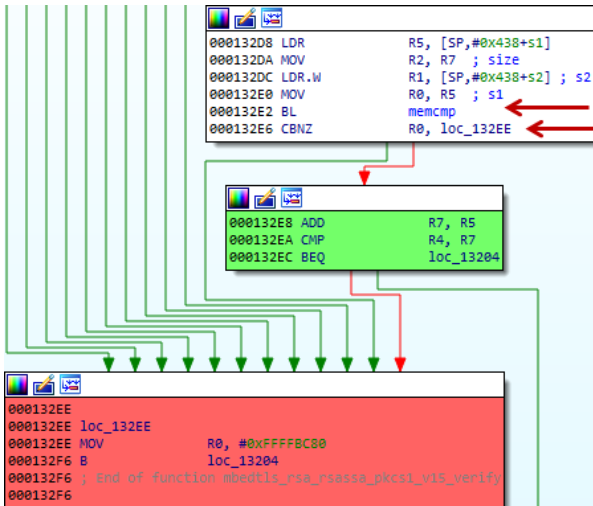 000132D8 LDR R5, [SP,#0x438+s1]
000132DA MOV R2, R7 ; size
000132DC LDR.W R1, [SP,#0x438+s2] ; s2
000132E0 MOV R0, R5 ; s1
000132E2 BL memcmp
000132E6 CBNZ R0, loc_132EE
000132E8 ADD R7, R5
000132EA CMP R4, R7
000132EC BEQ loc_13204
000132EE
000132EE loc_132EE
000132EE MOV R0, #0xFFFFBC80
000132F6 B loc_13204
000132F6 ; End of function mbedtls_rsa_rsassa_pkcs1_v15_verify
000132F6